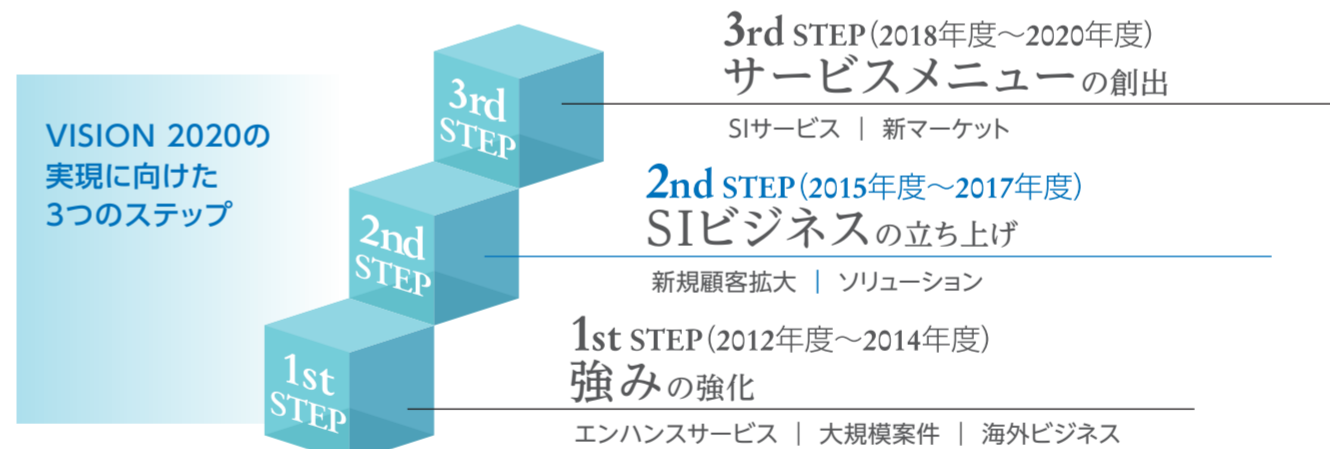 VISION 2020の
実現に向けた
3つのステップ
3rd
STEP
3rd STEP(2018年度～2020年度)
サービスメニューの創出
SIサービス | 新マーケット
2nd
STEP
2nd STEP(2015年度～2017年度)
SIビジネスの立ち上げ
新規顧客拡大 | ソリューション
1st
STEP
1st STEP(2012年度～2014年度)
強みの強化
エンハンスサービス | 大規模案件 | 海外ビジネス